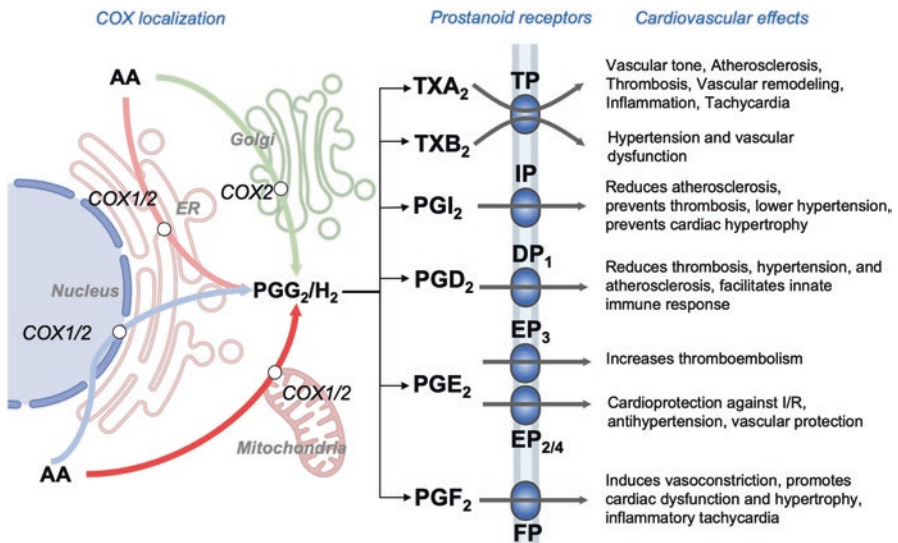 COX localization
Prostanoid receptors
Cardiovascular effects
AA
Golgi
COX1/2
ER
COX2
Nucleus
COX1/2
PGG₂/H₂
COX1/2
Mitochondria
AA
TXA₂
TP
Vascular tone, Atherosclerosis,
Thrombosis, Vascular remodeling,
Inflammation, Tachycardia
TXB₂
Hypertension and vascular
dysfunction
PGI₂
IP
Reduces atherosclerosis,
prevents thrombosis, lower hypertension,
prevents cardiac hypertrophy
PGD₂
DP₁
Reduces thrombosis, hypertension, and
atherosclerosis, facilitates innate
immune response
PGE₂
EP₃
Increases thromboembolism
EP₂/₄
Cardioprotection against I/R,
antihypertension, vascular protection
PGF₂
FP
Induces vasoconstriction, promotes
cardiac dysfunction and hypertrophy,
inflammatory tachycardia